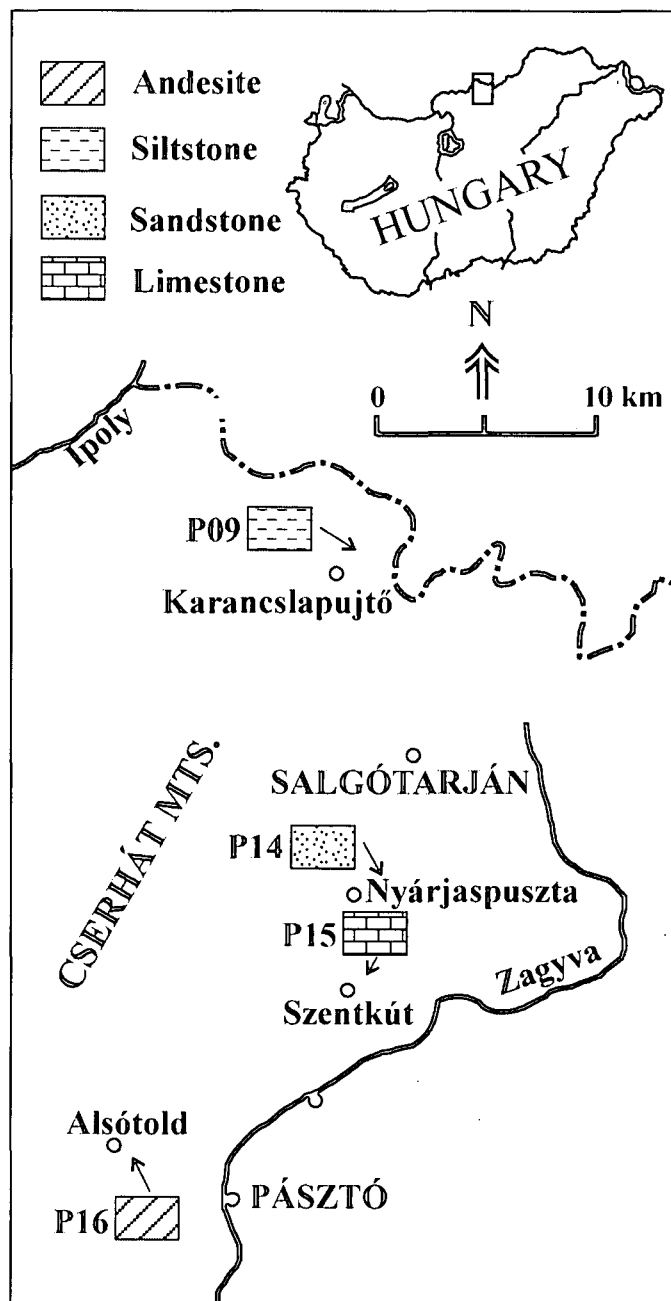 Andesite
Siltstone
Sandstone
Limestone
HUNGARY
N
0 10 km
Ipoly
P09
Karancslapujtő
CSERHÁT MTS.
SALGÓTARJÁN
P14
Nyárjaspuszta
P15
Zagyva
Szentkút
Alsótold
P16
PÁSZTÓ